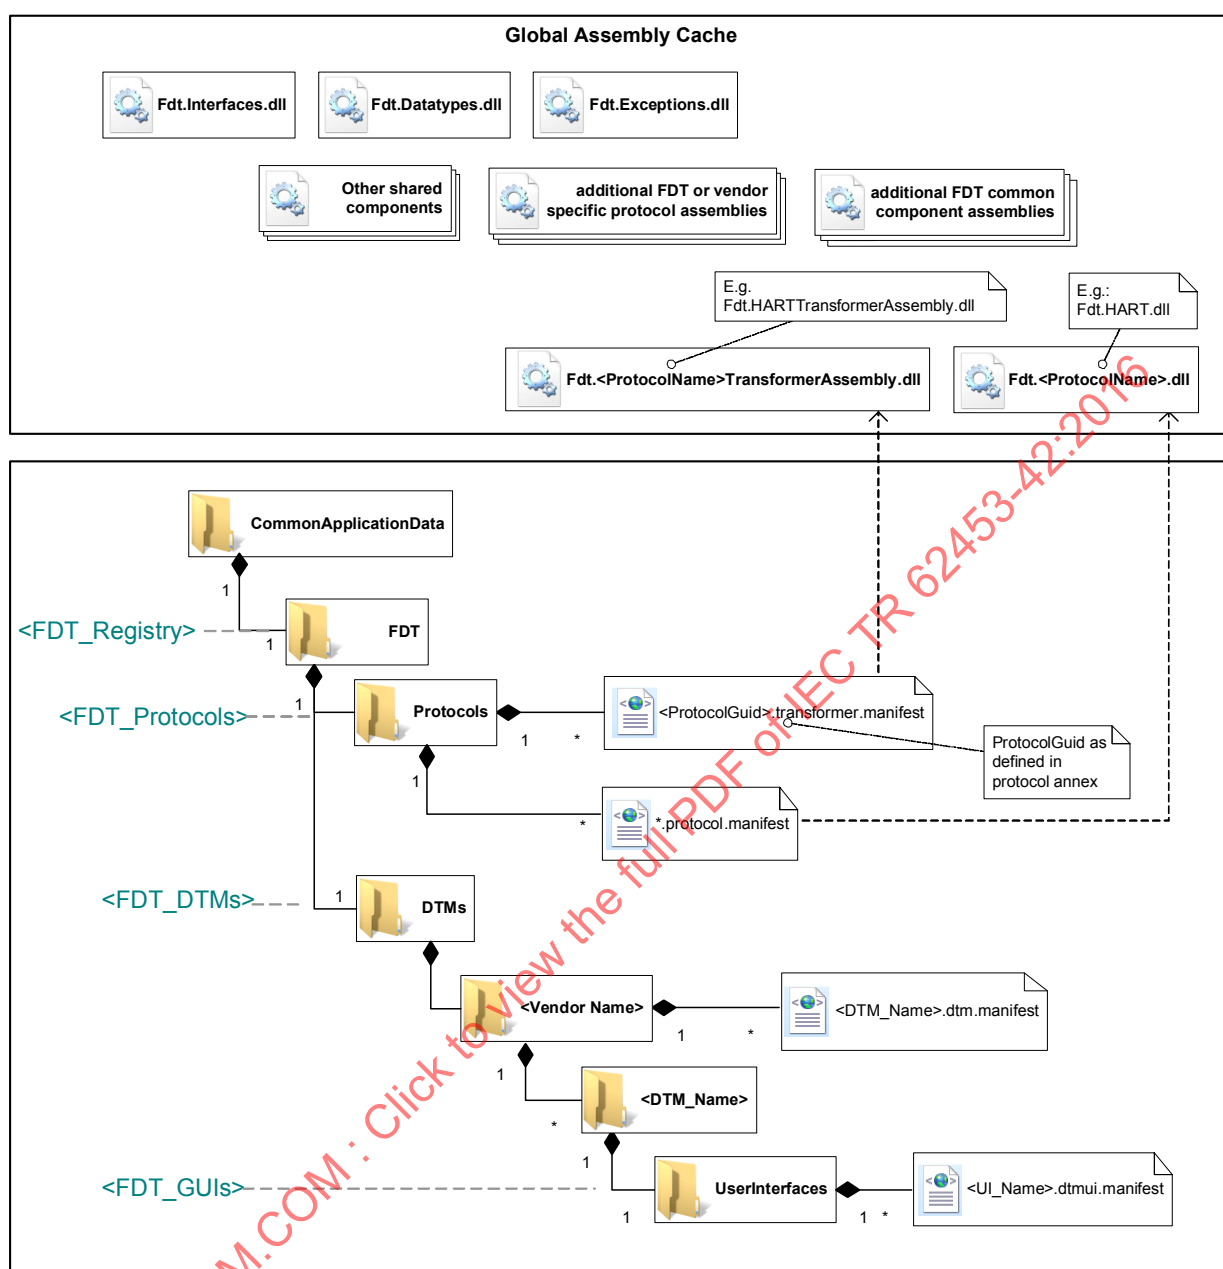 Global Assembly Cache
Fdt.Interfaces.dll
Fdt.Datatypes.dll
Fdt.Exceptions.dll
Other shared
components
additional FDT or vendor
specific protocol assemblies
additional FDT common
component assemblies
E.g.
Fdt.HARTTransformerAssembly.dll
E.g.:
Fdt.HART.dll
Fdt.<ProtocolName>TransformerAssembly.dll
Fdt.<ProtocolName>.dll
CommonApplicationData
1
<FDT_Registry>
1
FDT
1
<FDT_Protocols>
Protocols
1
*
<ProtocolGuid>.transformer.manifest
ProtocolGuid as
defined in
protocol annex
1
*
*.protocol.manifest
<FDT_DTMs>
1
DTMs
<Vendor Name>
1
*
<DTM_Name>.dtm.manifest
1
*
<DTM_Name>
1
<FDT_GUIs>
1
UserInterfaces
1
*
<UI_Name>.dtmui.manifest
M.COM : Click to view the full PDF of IEC TR 62453-42:2016